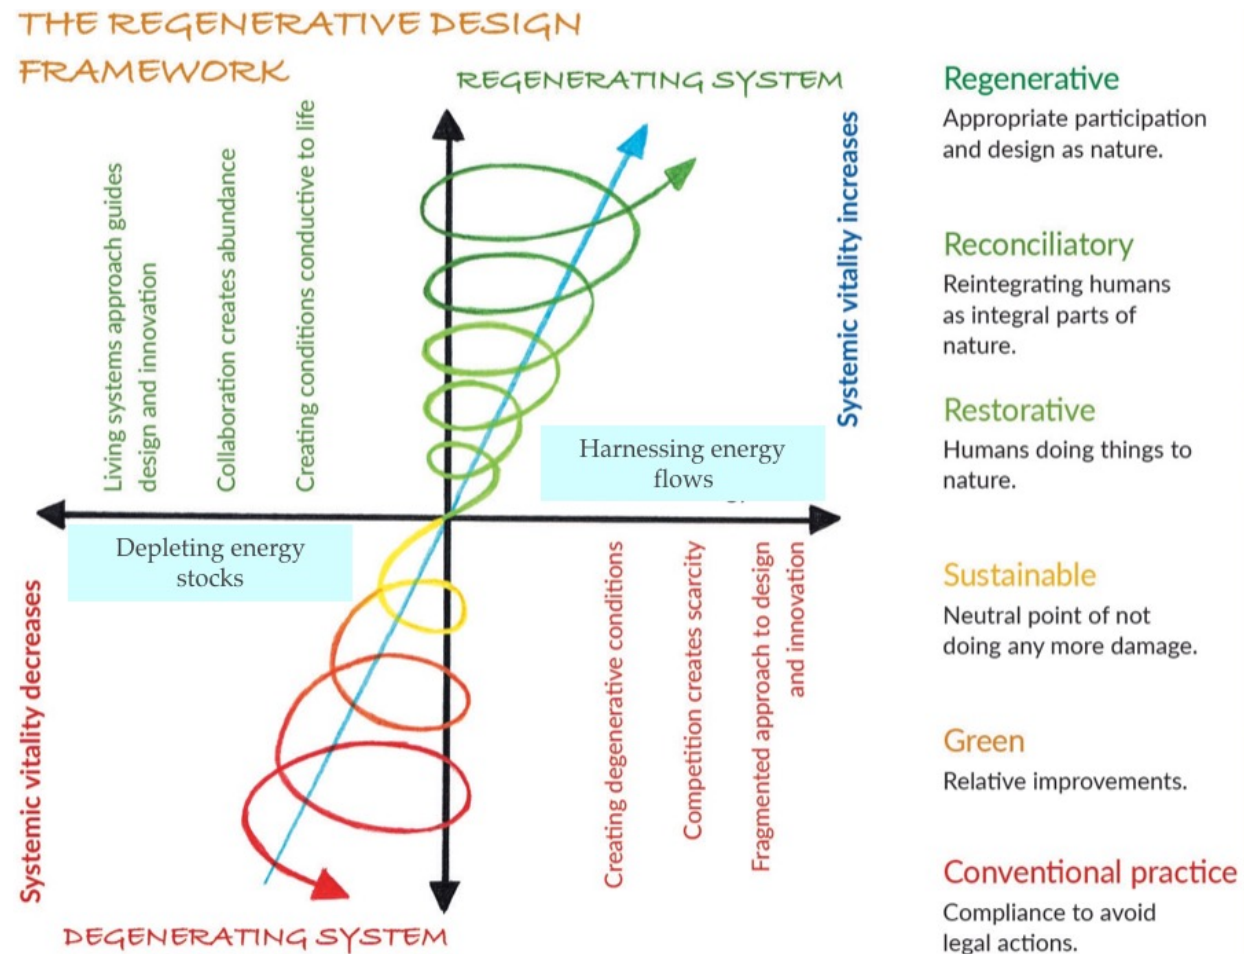 THE REGENERATIVE DESIGN
FRAMEWORK
REGENERATING SYSTEM
Living systems approach guides
design and innovation
Collaboration creates abundance
Creating conditions conductive to life
Systemic vitality increases
Harnessing energy
flows
Depleting energy
stocks
Systemic vitality decreases
Creating degenerative conditions
Competition creates scarcity
Fragmented approach to design
and innovation
DEGENERATING SYSTEM
Regenerative
Appropriate participation
and design as nature.
Reconciliatory
Reintegrating humans
as integral parts of
nature.
Restorative
Humans doing things to
nature.
Sustainable
Neutral point of not
doing any more damage.
Green
Relative improvements.
Conventional practice
Compliance to avoid
legal actions.